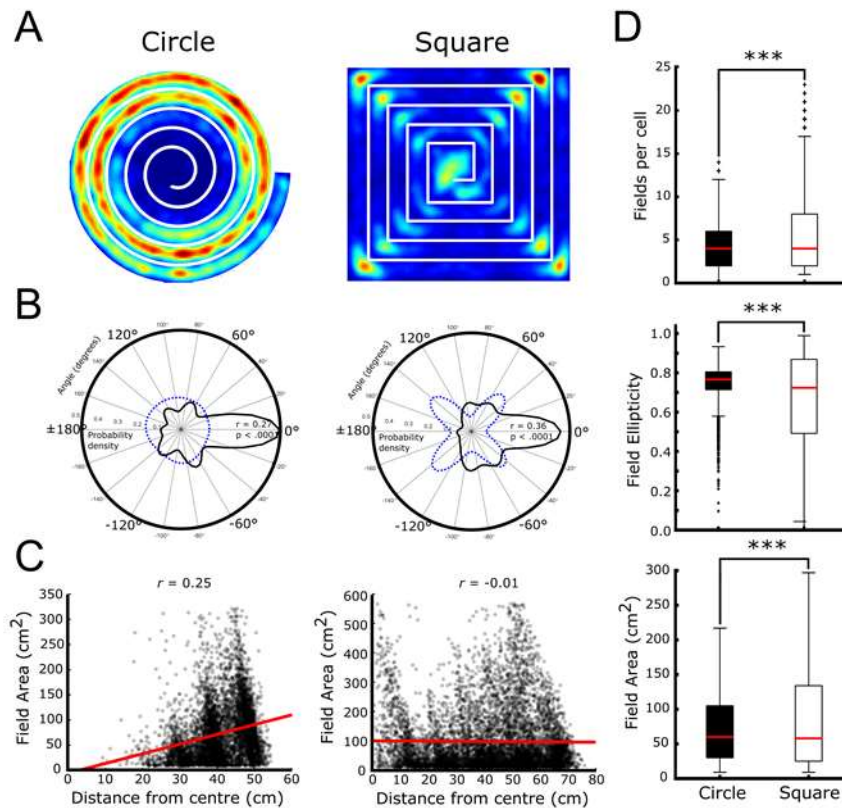 A
Circle
Square
B
120°
60°
±180°
0°
-120°
-60°
Angle (degrees)
Probability density
r = 0.27
p < .0001
120°
60°
±180°
0°
-120°
-60°
Angle (degrees)
Probability density
r = 0.36
p < .0001
C
r = 0.25
Field Area (cm²)
350
300
250
200
150
100
50
0
0 10 20 30 40 50 60
Distance from centre (cm)
r = -0.01
Field Area (cm²)
600
500
400
300
200
100
0
0 10 20 30 40 50 60 70 80
Distance from centre (cm)
D
***
Fields per cell
25
20
15
10
5
0
***
Field Ellipticity
1.0
0.8
0.6
0.4
0.2
0.0
***
Field Area (cm²)
300
250
200
150
100
50
0
Circle Square